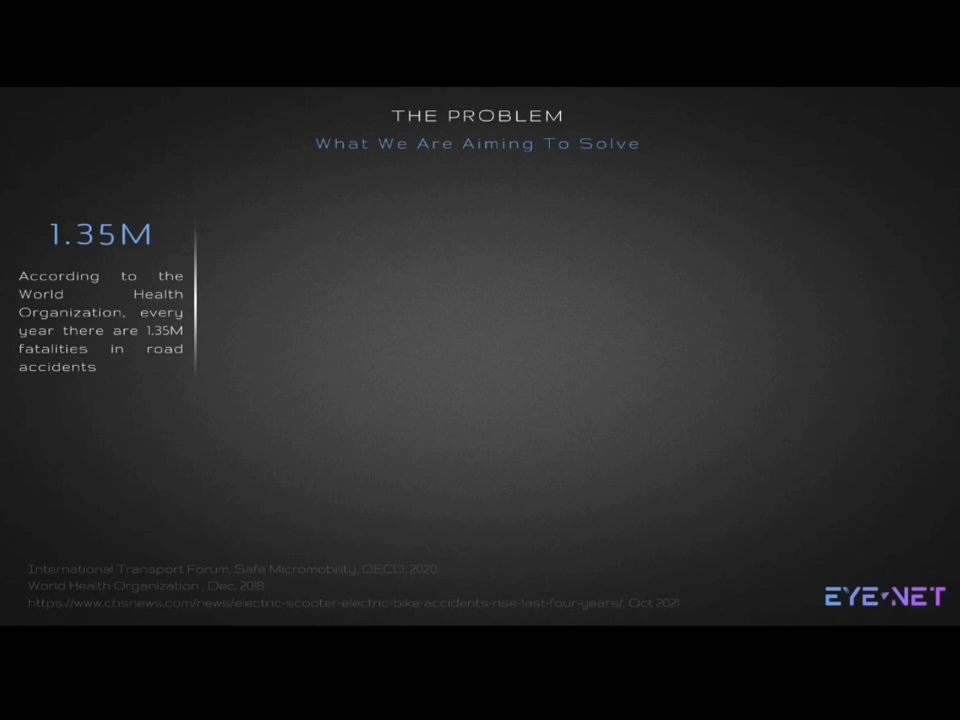 THE PROBLEM
What We Are Aiming To Solve
1.35M
According to the
World Health
Organization, every
year there are 1.35M
fatalities in road
accidents
International Transport Forum, Safe Micromobility, OECD, 2020
World Health Organization , Dec. 2018
https://www.cbsnews.com/news/electric-scooter-electric-bike-accidents-rise-last-four-years/, Oct 2021
EYE-NET